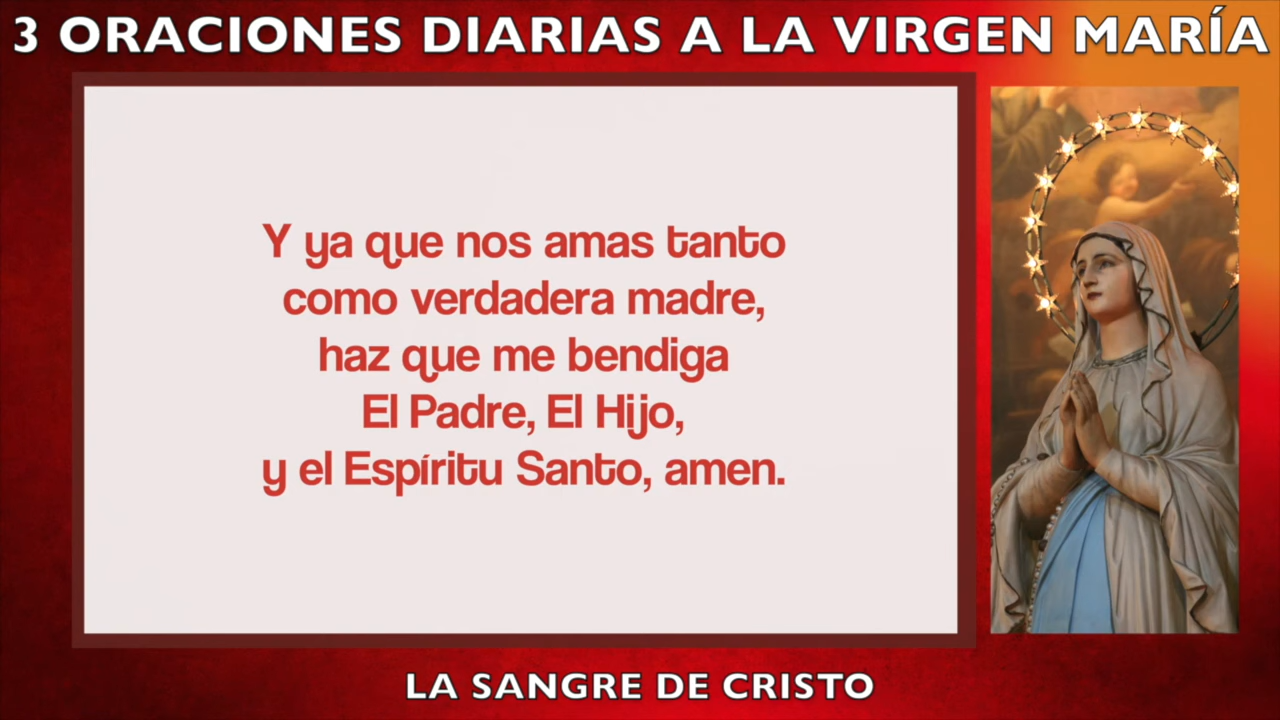 3 ORACIONES DIARIAS A LA VIRGEN MARÍA
Y ya que nos amas tanto
como verdadera madre,
haz que me bendiga
El Padre, El Hijo,
y el Espíritu Santo, amen.
LA SANGRE DE CRISTO